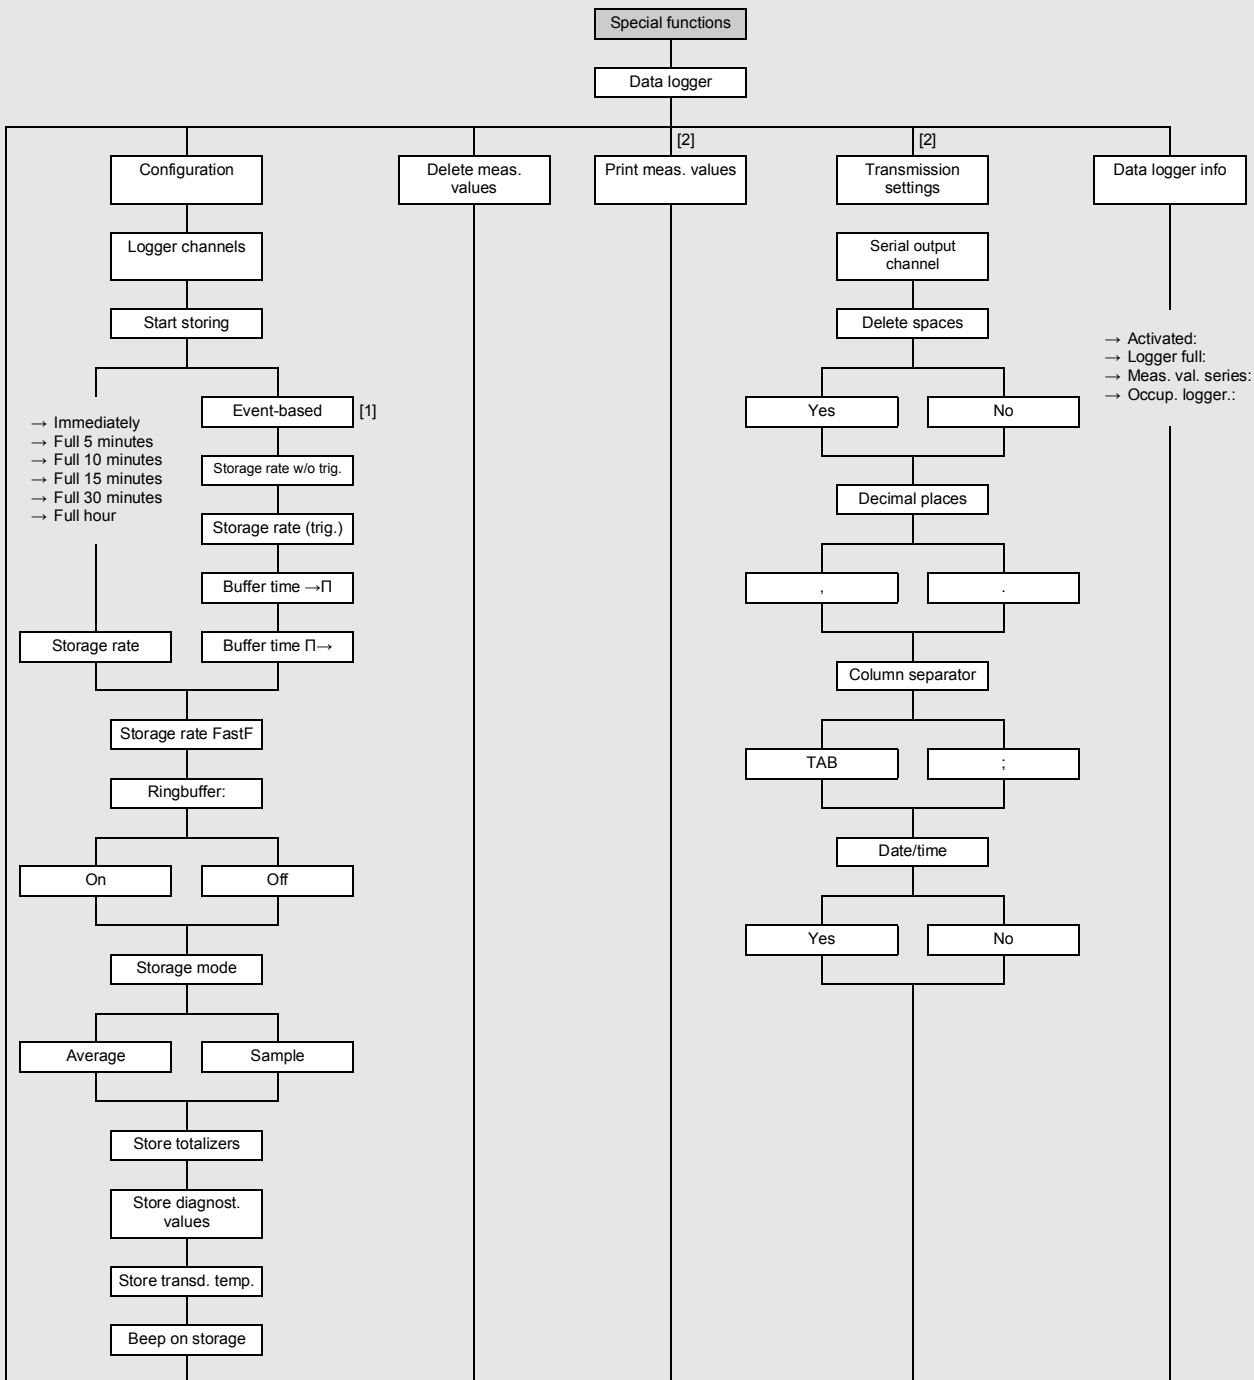 Special functions
Data logger
[2]
[2]
Configuration
Delete meas.
values
Print meas. values
Transmission
settings
Data logger info
Logger channels
Start storing
→ Immediately
→ Full 5 minutes
→ Full 10 minutes
→ Full 15 minutes
→ Full 30 minutes
→ Full hour
Storage rate
Event-based
[1]
Storage rate w/o trig.
Storage rate (trig.)
Buffer time →Π
Buffer time Π→
Storage rate FastF
Ringbuffer:
On
Off
Storage mode
Average
Sample
Store totalizers
Store diagnost.
values
Store transd. temp.
Beep on storage
Serial output
channel
Delete spaces
Yes
No
Decimal places
,
.
Column separator
TAB
;
Date/time
Yes
No
→ Activated:
→ Logger full:
→ Meas. val. series:
→ Occup. logger.: